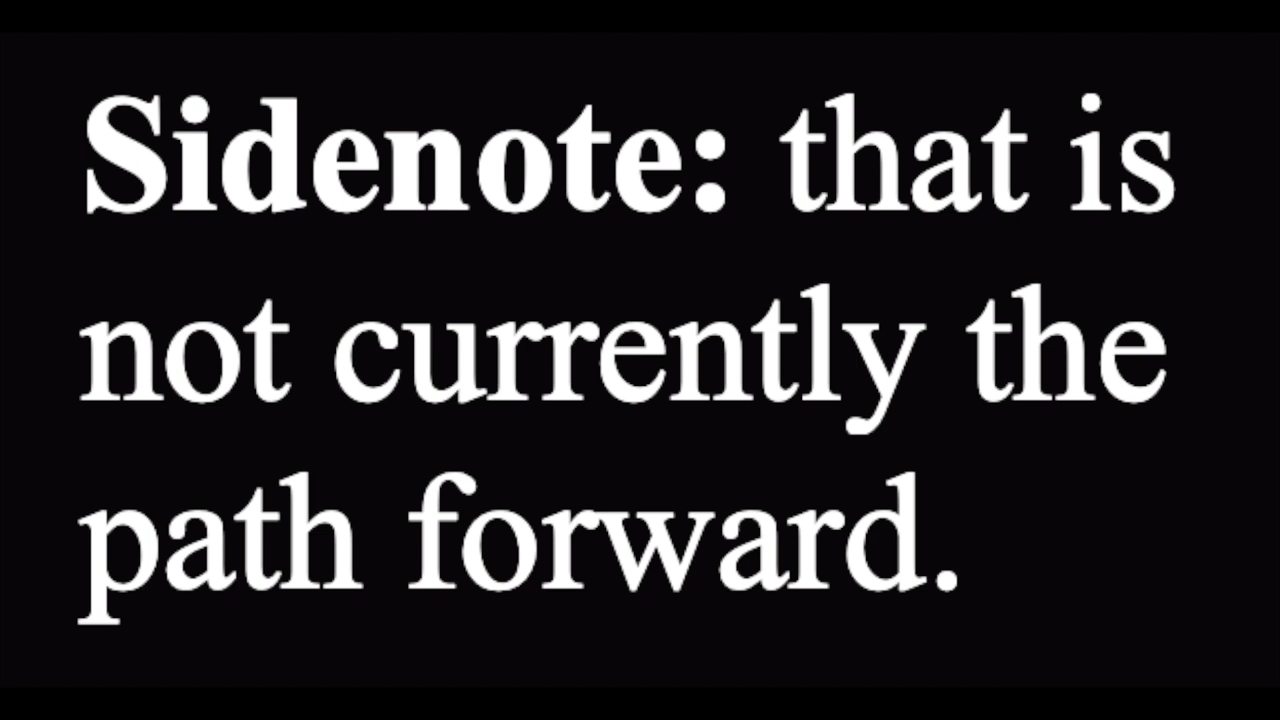 Sidenote: that is
not currently the
path forward.